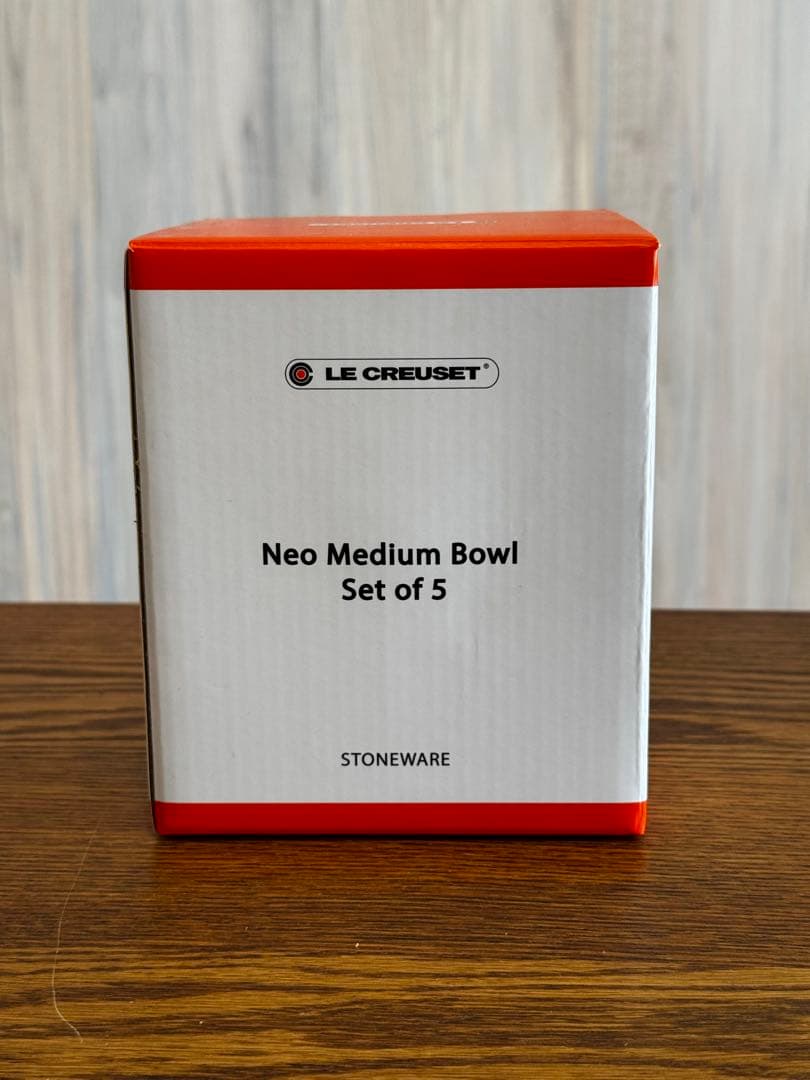 LE CREUSET®
Neo Medium Bowl
Set of 5
STONEWARE